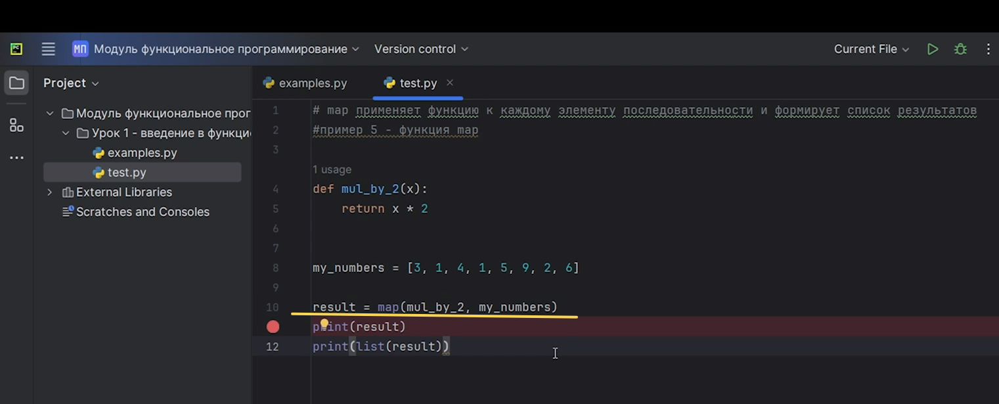 PC
МП Модуль функциональное программирование Version control Current File
Project
examples.py test.py
Модуль функциональное прог
Урок 1 - введение в функци
examples.py
test.py
External Libraries
Scratches and Consoles
1 # map применяет функцию к каждому элементу последовательности и формирует список результатов
2 #пример 5 - функция map
3
1 usage
4 def mul_by_2(x):
5 return x * 2
6
7
8 my_numbers = [3, 1, 4, 1, 5, 9, 2, 6]
9
10 result = map(mul_by_2, my_numbers)
print(result)
12 print(list(result))